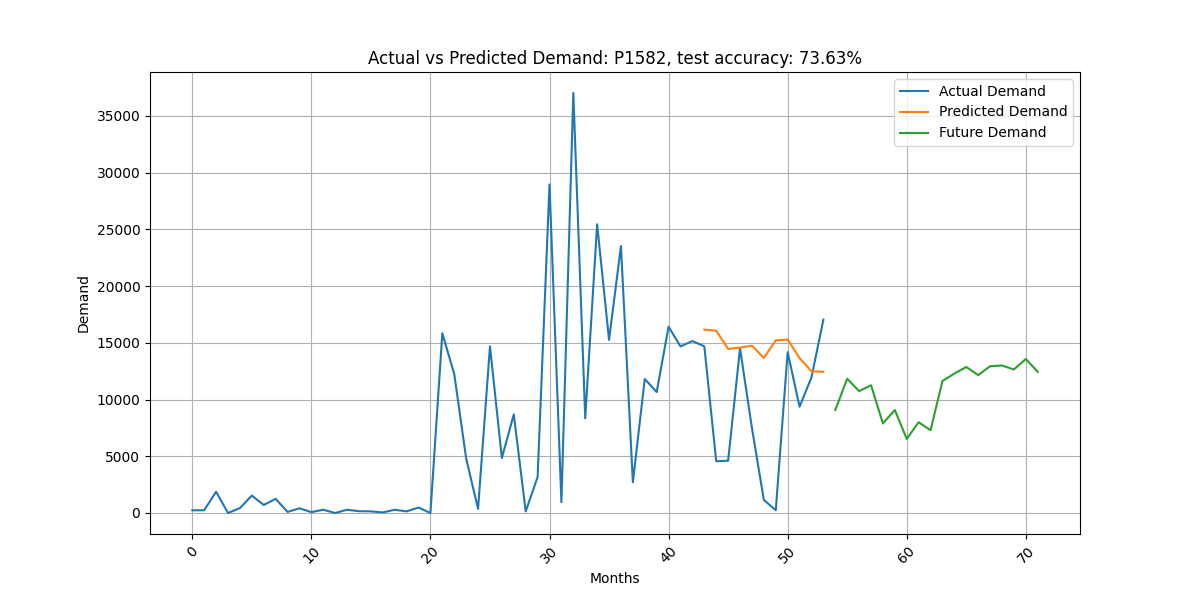 Actual vs Predicted Demand: P1582, test accuracy: 73.63%
Actual Demand
Predicted Demand
Future Demand
35000
30000
25000
20000
15000
10000
5000
0
Demand
0
10
20
30
40
50
60
70
Months